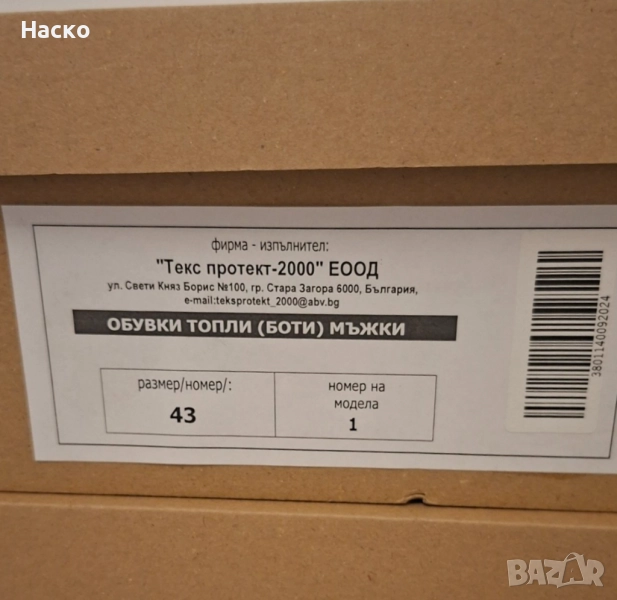 Наско
фирма - изпълнител:
"Текс протект-2000" ЕООД
ул. Свети Княз Борис №100, гр. Стара Загора 6000, България,
e-mail:teksprotekt_2000@abv.bg
ОБУВКИ ТОПЛИ (БОТИ) МЪЖКИ
размер/номер/:
43
номер на
модела
1
3801140092024
BAZAR